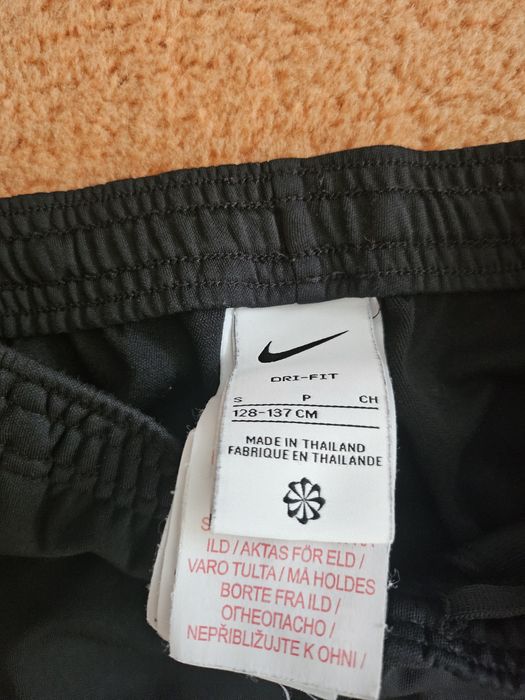 DRI-FIT
S P CH
128-137 CM
MADE IN THAILAND
FABRIQUE EN THAILANDE
ILD / AKTAS FÖR ELD /
VARO TULTA / MÅ HOLDES
BORTE FRA ILD /
ОГНЕОПАСНО /
NEPŘIBLIŽUJTE K OHNI /